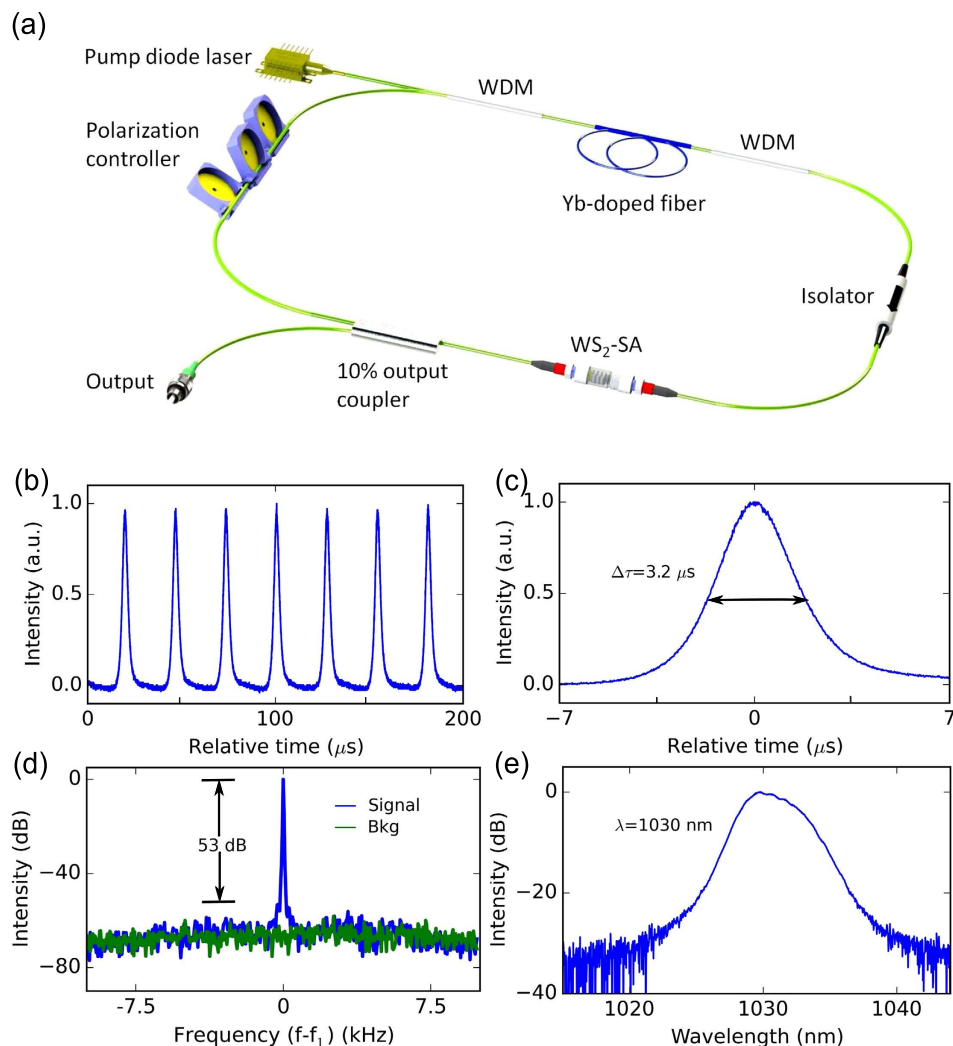 (a)
Pump diode laser
WDM
Polarization
controller
WDM
Yb-doped fiber
Isolator
WS₂-SA
10% output
coupler
Output
(b)
1.0
0.5
0.0
Intensity (a.u.)
0
100
200
Relative time (μs)
(c)
1.0
0.5
0.0
Intensity (a.u.)
Δτ=3.2 μs
−7
0
7
Relative time (μs)
(d)
0
−40
−80
Intensity (dB)
53 dB
Signal
Bkg
-7.5
0
7.5
Frequency (f-f₁) (kHz)
(e)
0
−20
−40
Intensity (dB)
λ=1030 nm
1020
1030
1040
Wavelength (nm)